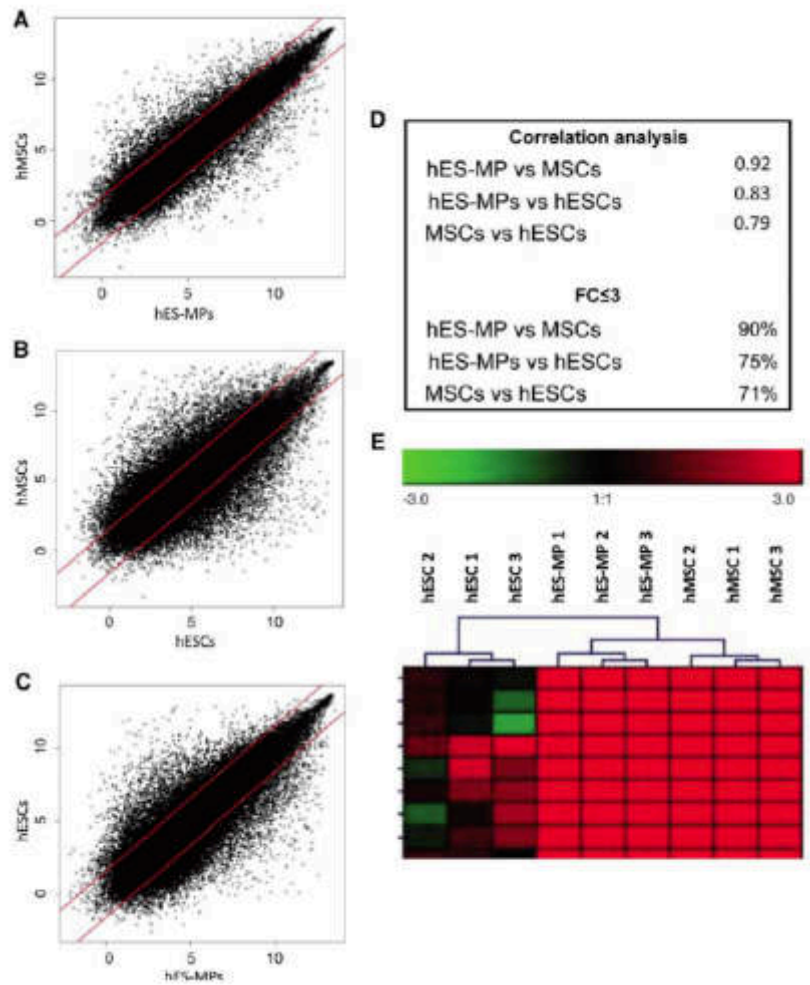 A
10
5
0
hMSCs
0 5 10
hES-MPs
B
10
5
0
hMSCs
0 5 10
hESCs
C
10
5
0
hESCs
0 5 10
hES-MPs
D
Correlation analysis
hES-MP vs MSCs 0.92
hES-MPs vs hESCs 0.83
MSCs vs hESCs 0.79
FC≤3
hES-MP vs MSCs 90%
hES-MPs vs hESCs 75%
MSCs vs hESCs 71%
E
-3.0 1:1 3.0
hESC 2
hESC 1
hESC 3
hES-MP 1
hES-MP 2
hES-MP 3
hMSC 2
hMSC 1
hMSC 3